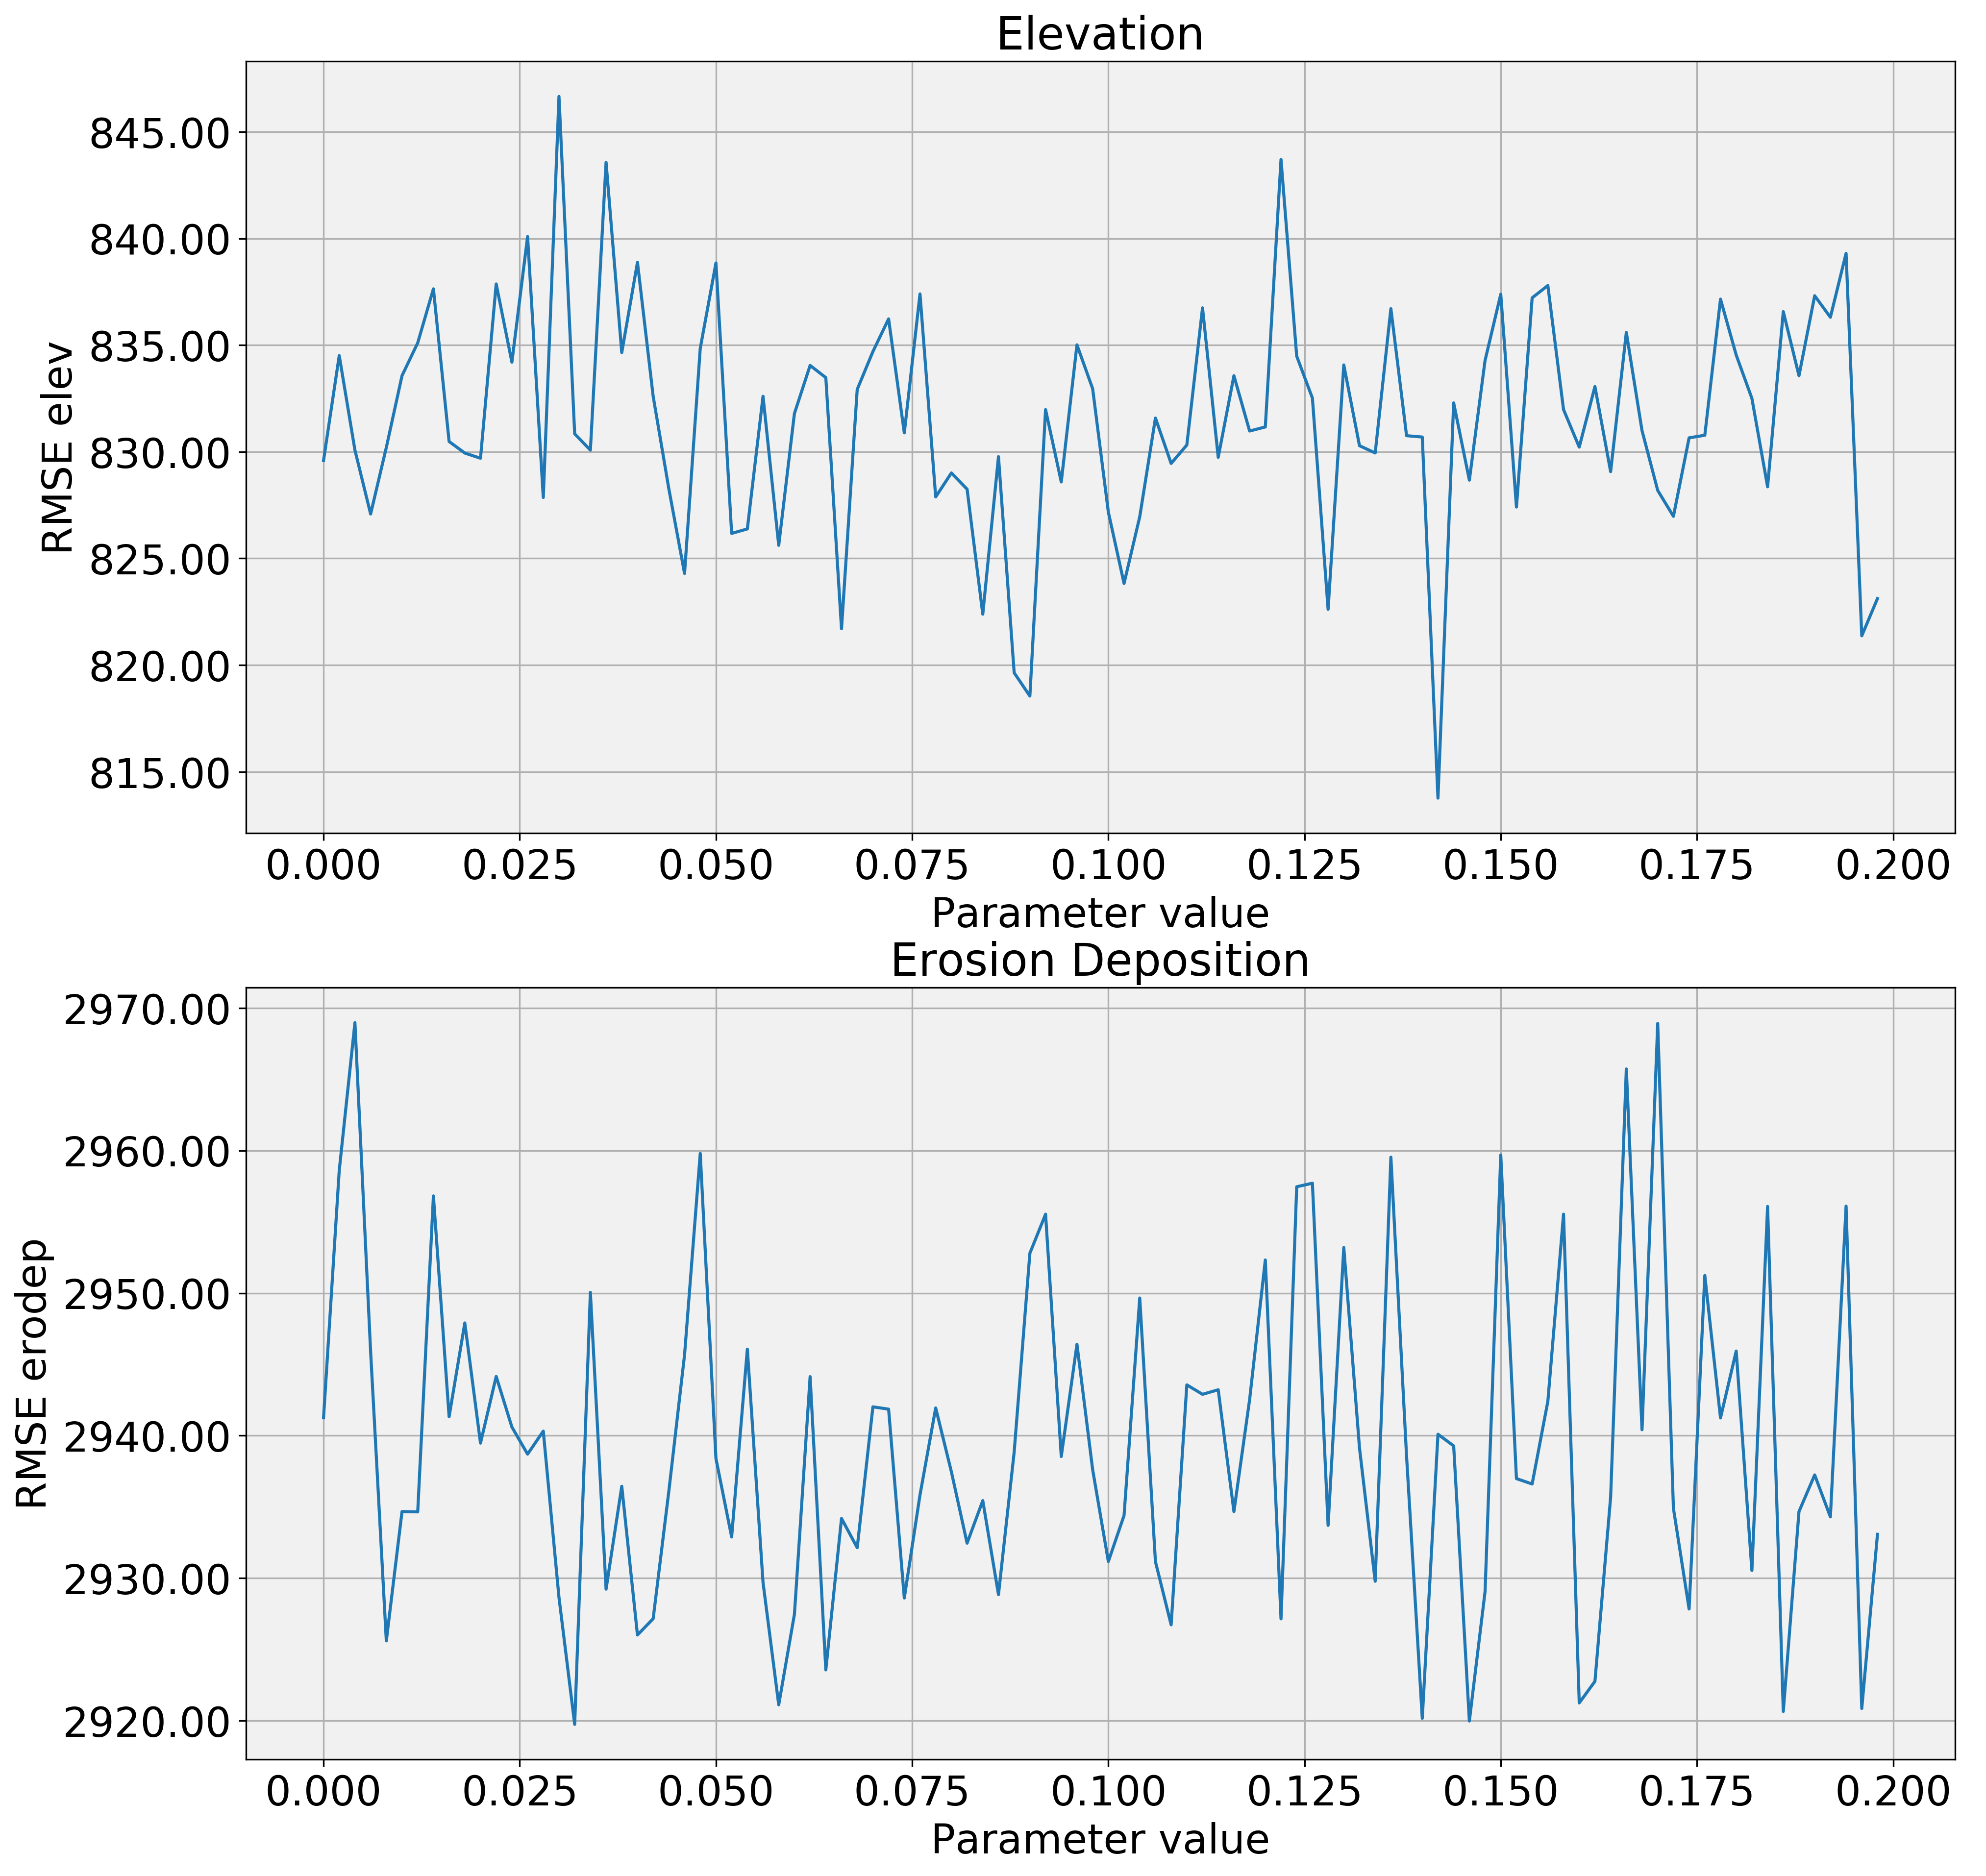 Elevation
845.00
840.00
835.00
830.00
825.00
820.00
815.00
RMSE elev
0.000 0.025 0.050 0.075 0.100 0.125 0.150 0.175 0.200
Parameter value
Erosion Deposition
2970.00
2960.00
2950.00
2940.00
2930.00
2920.00
RMSE erodep
0.000 0.025 0.050 0.075 0.100 0.125 0.150 0.175 0.200
Parameter value